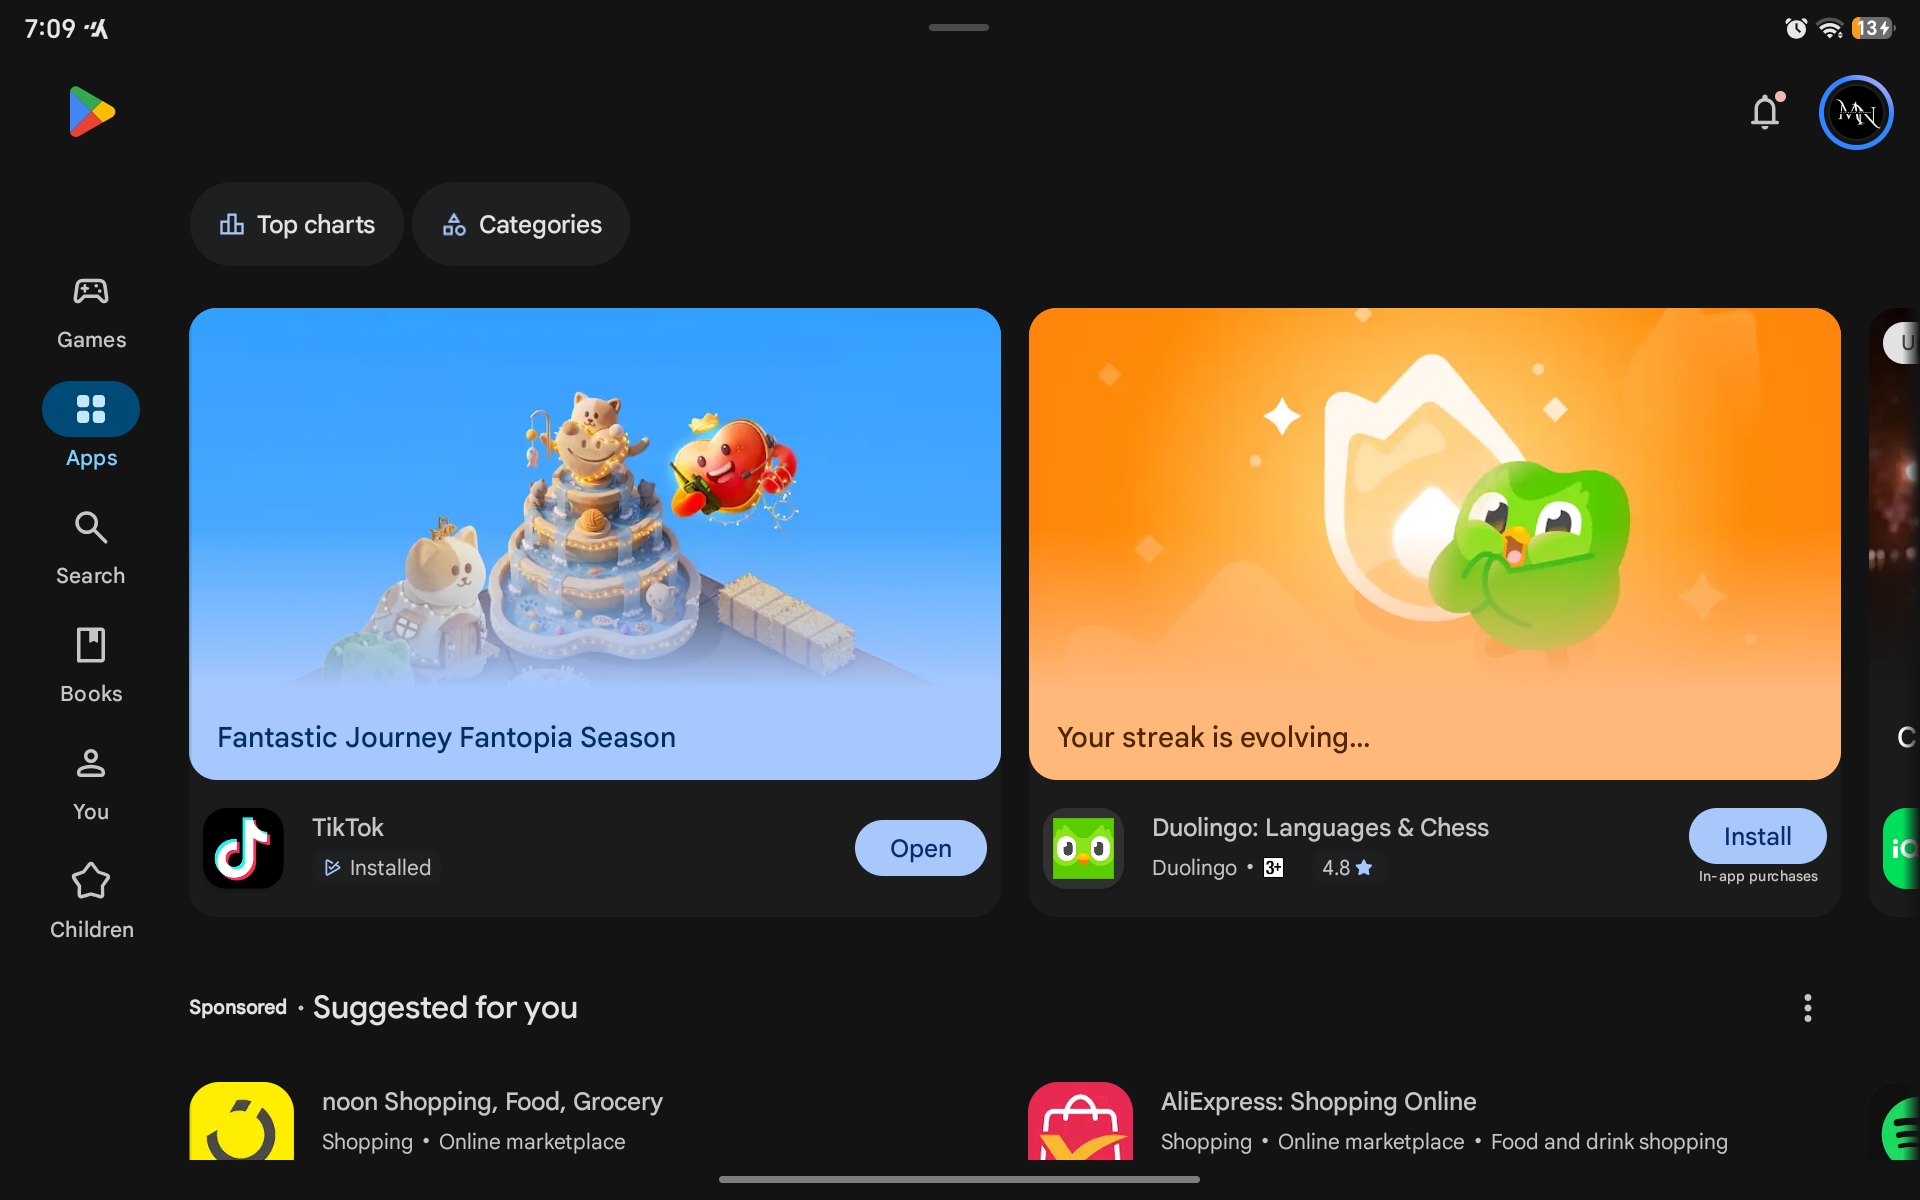 7:09
13
Top charts
Categories
Games
Apps
Search
Books
You
Children
Fantastic Journey Fantopia Season
TikTok
Installed
Open
Your streak is evolving...
Duolingo: Languages & Chess
Duolingo • 3+ 4.8
Install
In-app purchases
Sponsored • Suggested for you
noon Shopping, Food, Grocery
Shopping • Online marketplace
AliExpress: Shopping Online
Shopping • Online marketplace • Food and drink shopping